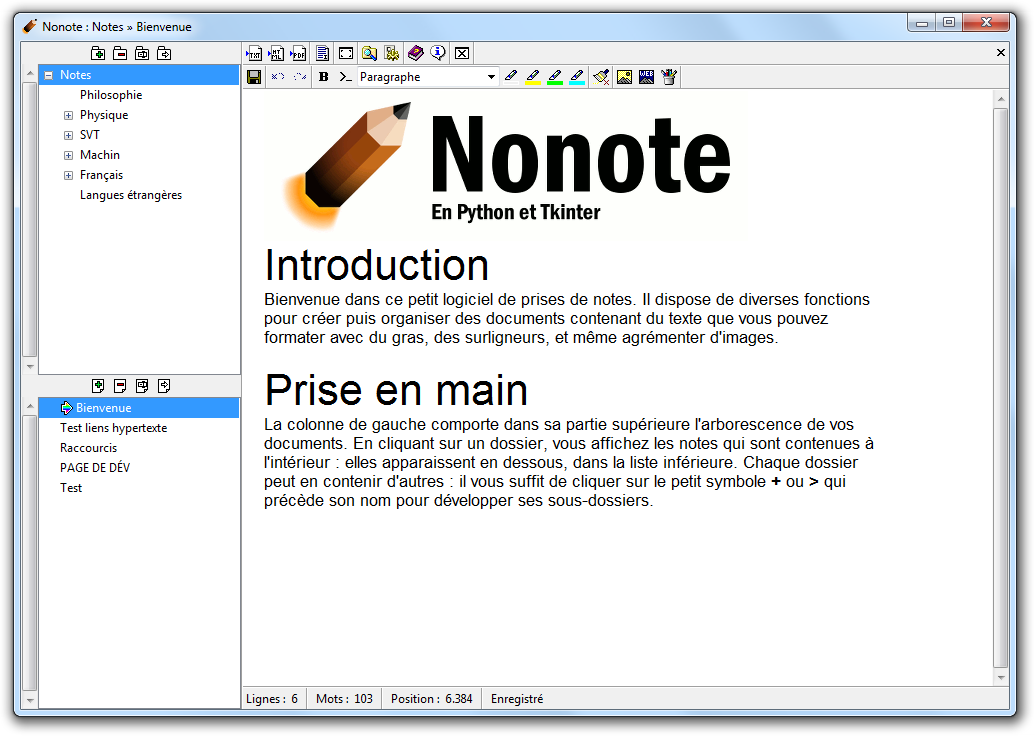 Nonote : Notes » Bienvenue
TXT
HT ML
PDF
Notes
Philosophie
Physique
SVT
Machin
Français
Langues étrangères
Bienvenue
Test liens hypertexte
Raccourcis
PAGE DE DÉV
Test
B
Paragraphe
WEB
Nonote
En Python et Tkinter
Introduction
Bienvenue dans ce petit logiciel de prises de notes. Il dispose de diverses fonctions
pour créer puis organiser des documents contenant du texte que vous pouvez
formater avec du gras, des surligneurs, et même agrémenter d'images.
Prise en main
La colonne de gauche comporte dans sa partie supérieure l'arborescence de vos
documents. En cliquant sur un dossier, vous affichez les notes qui sont contenues à
l'intérieur : elles apparaissent en dessous, dans la liste inférieure. Chaque dossier
peut en contenir d'autres : il vous suffit de cliquer sur le petit symbole + ou > qui
précède son nom pour développer ses sous-dossiers.
Lignes : 6 Mots : 103 Position : 6.384 Enregistré